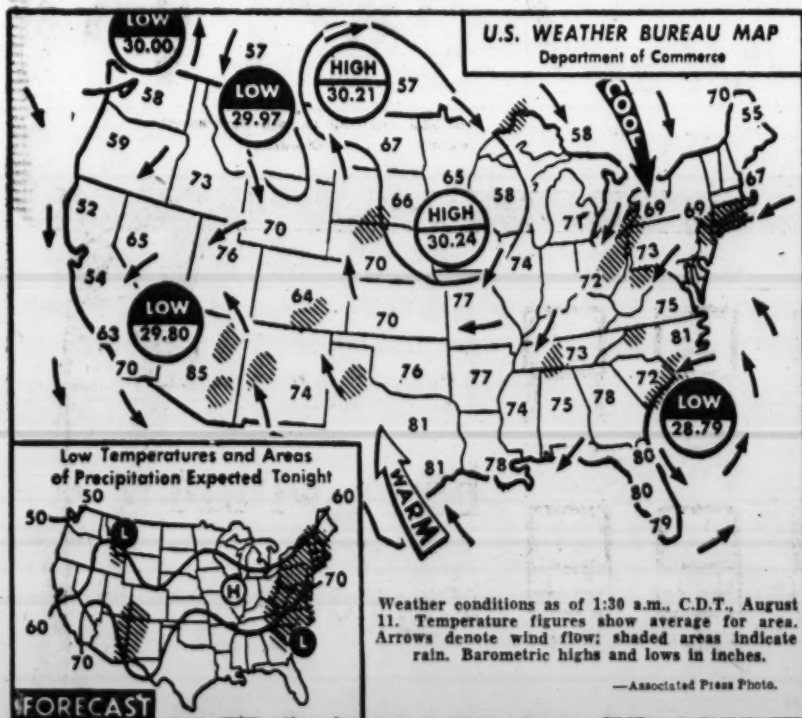 U.S. WEATHER BUREAU MAP
Department of Commerce
LOW
30.00
57
LOW
29.97
HIGH
30.21
57
COOL
70
55
58
59
73
67
65
58
58
67
69
69
52
65
76
70
66
HIGH
30.24
71
73
54
70
74
72
75
63
LOW
29.80
64
70
77
81
70
85
74
76
77
73
72
81
74
75
78
LOW
28.79
81
78
80
80
79
WARM
Low Temperatures and Areas
of Precipitation Expected Tonight
50
50
60
L
H
70
60
70
L
FORECAST
Weather conditions as of 1:30 a.m., C.D.T., August
11. Temperature figures show average for area.
Arrows denote wind flow; shaded areas indicate
rain. Barometric highs and lows in inches.
—Associated Press Photo.